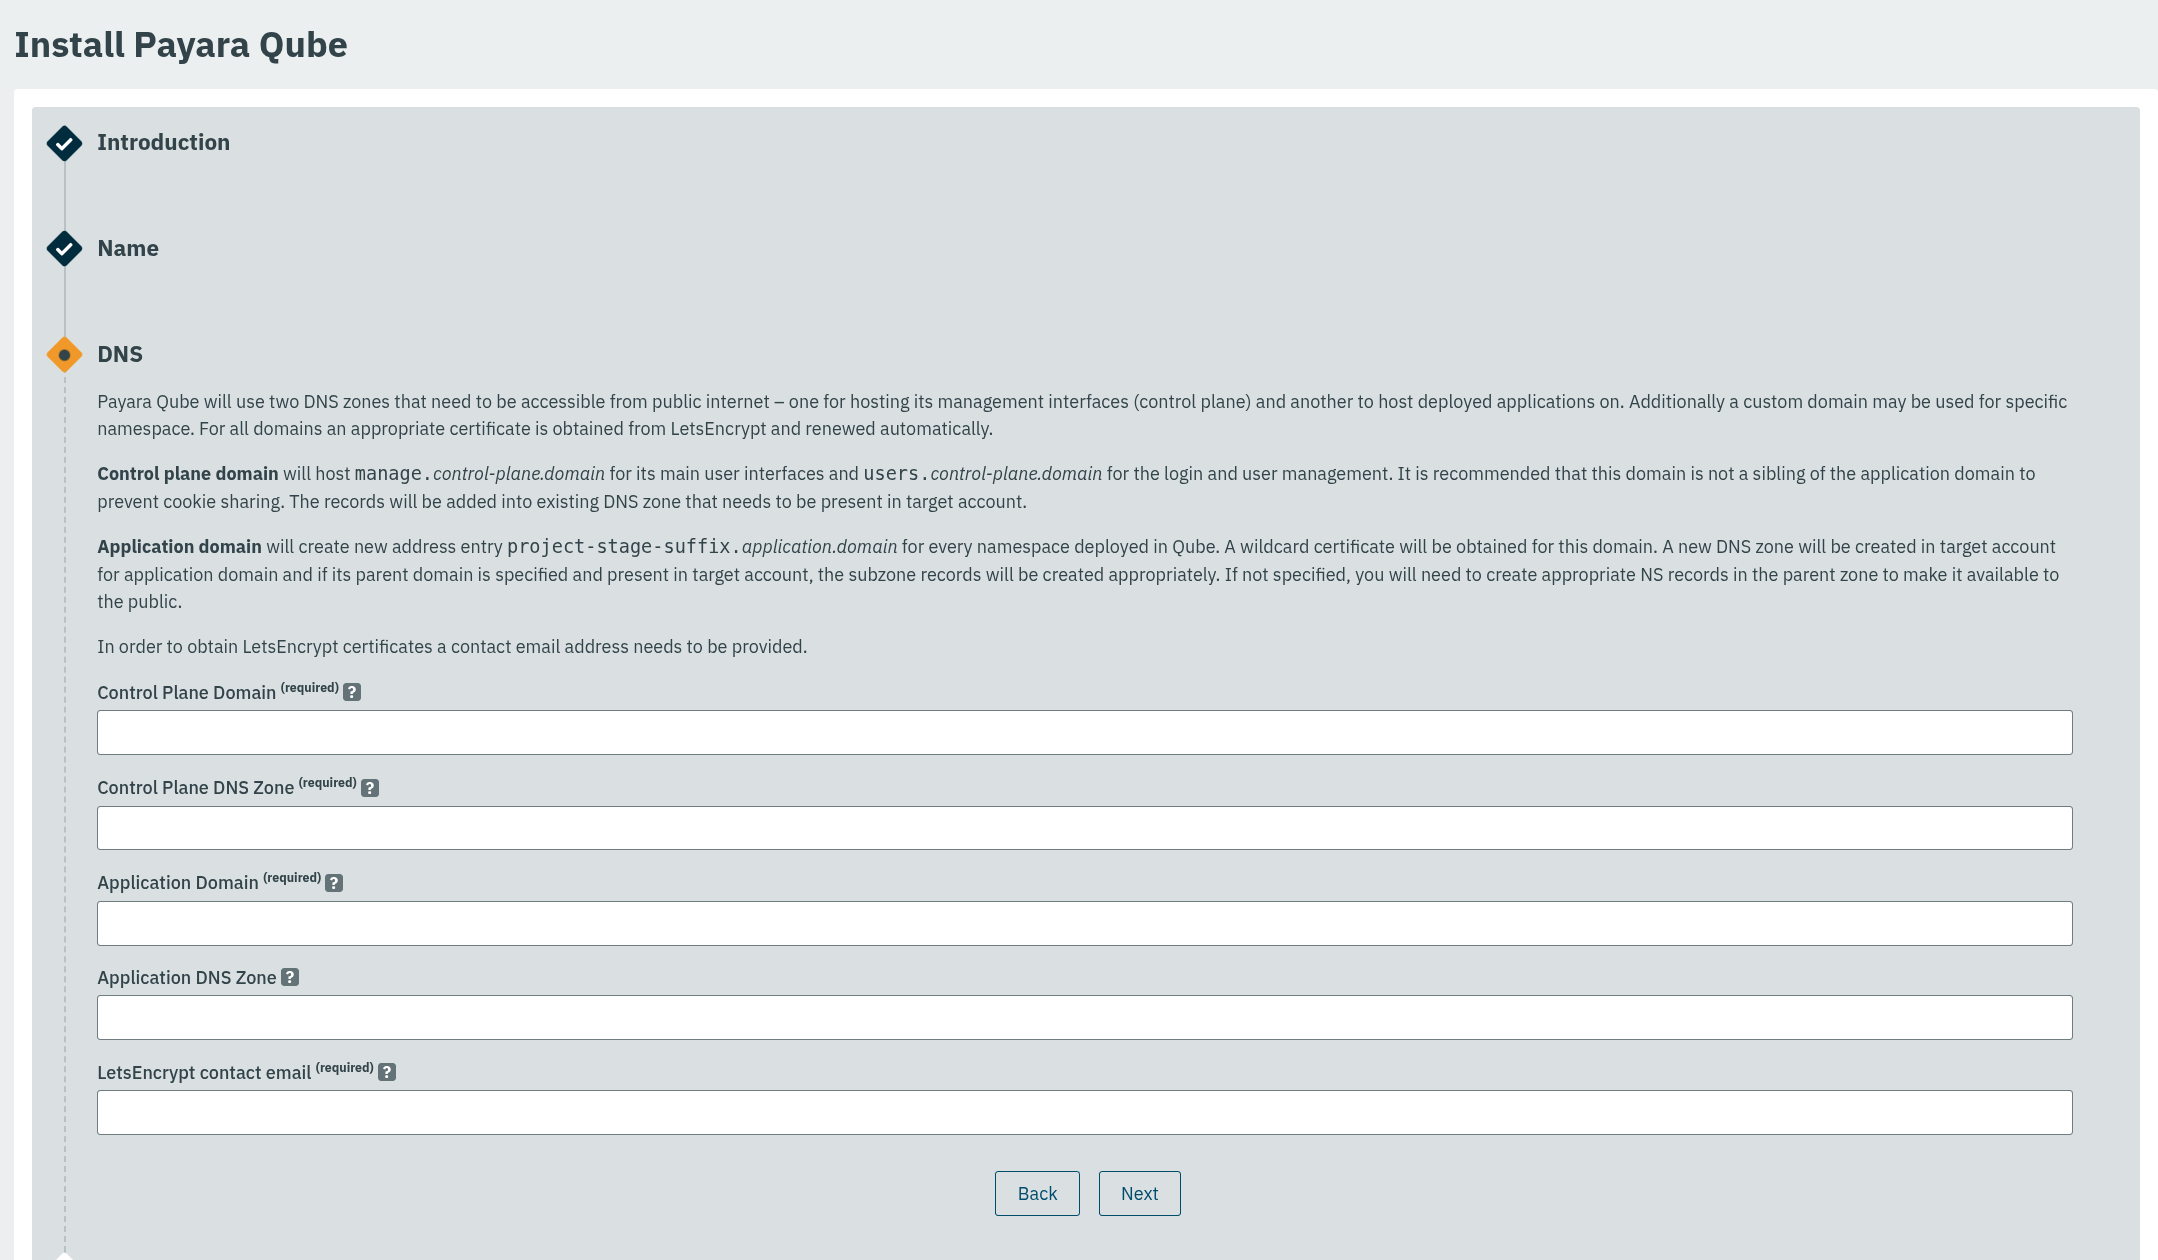 Install Payara Qube
Introduction
Name
DNS
Payara Qube will use two DNS zones that need to be accessible from public internet – one for hosting its management interfaces (control plane) and another to host deployed applications on. Additionally a custom domain may be used for specific
namespace. For all domains an appropriate certificate is obtained from LetsEncrypt and renewed automatically.
Control plane domain will host manage.control-plane.domain for its main user interfaces and users.control-plane.domain for the login and user management. It is recommended that this domain is not a sibling of the application domain to
prevent cookie sharing. The records will be added into existing DNS zone that needs to be present in target account.
Application domain will create new address entry project-stage-suffix.application.domain for every namespace deployed in Qube. A wildcard certificate will be obtained for this domain. A new DNS zone will be created in target account
for application domain and if its parent domain is specified and present in target account, the subzone records will be created appropriately. If not specified, you will need to create appropriate NS records in the parent zone to make it available to
the public.
In order to obtain LetsEncrypt certificates a contact email address needs to be provided.
Control Plane Domain (required) ?
Control Plane DNS Zone (required) ?
Application Domain (required) ?
Application DNS Zone ?
LetsEncrypt contact email (required) ?
Back Next